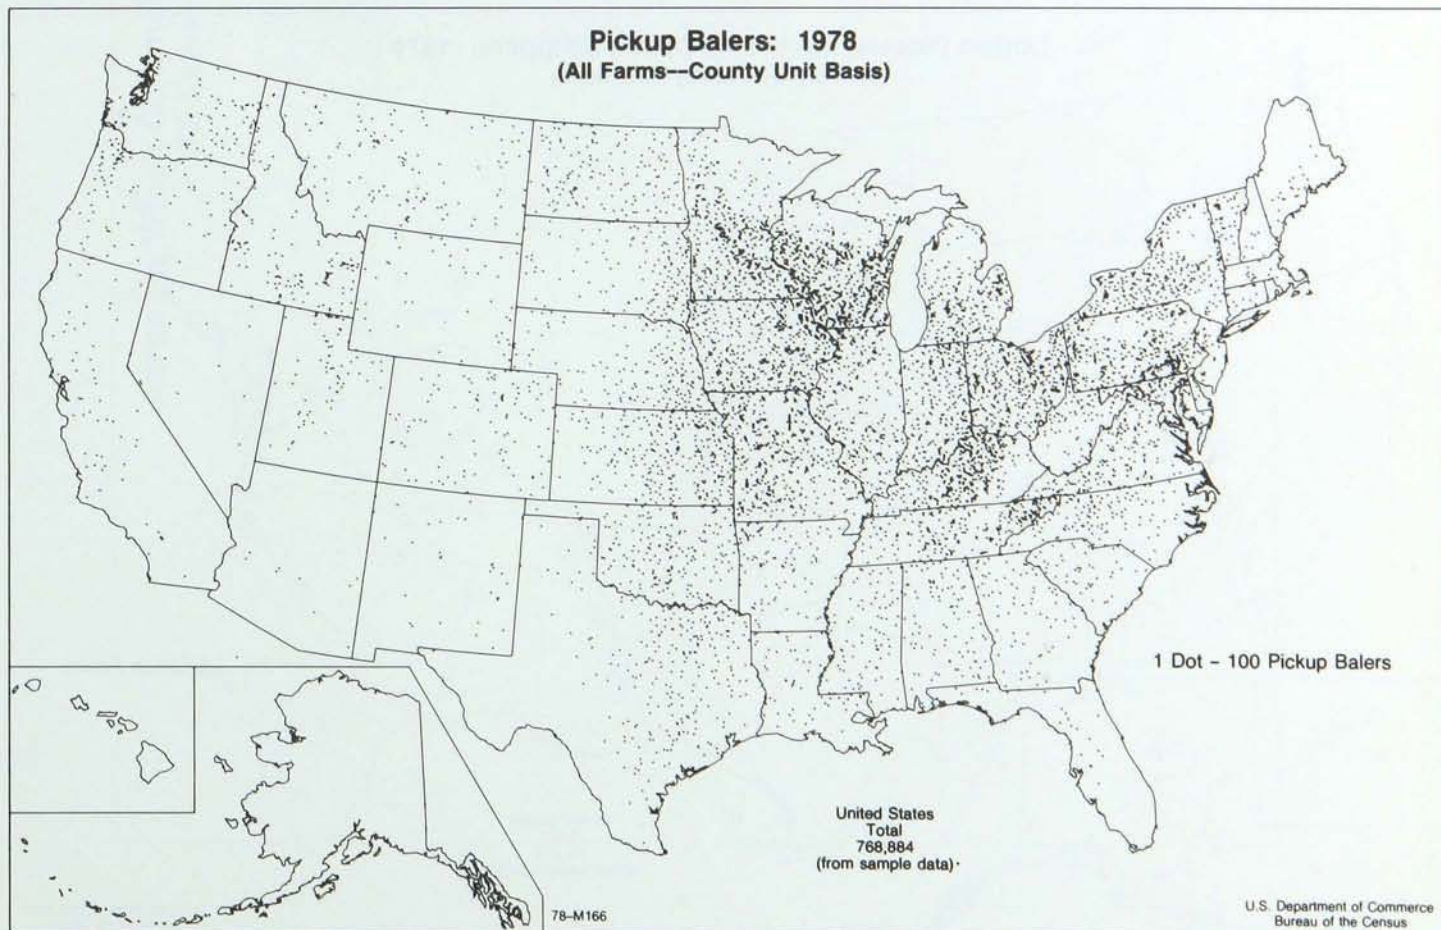 Pickup Balers: 1978
(All Farms--County Unit Basis)
1 Dot - 100 Pickup Balers
United States
Total
768,884
(from sample data)
78-M166
U.S. Department of Commerce
Bureau of the Census